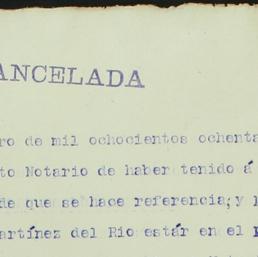 ANCELADA
ro de mil ochocientos ochenta
to Notario de haber tenido á
de que se hace referencia; y
artínez del Rio estár en el